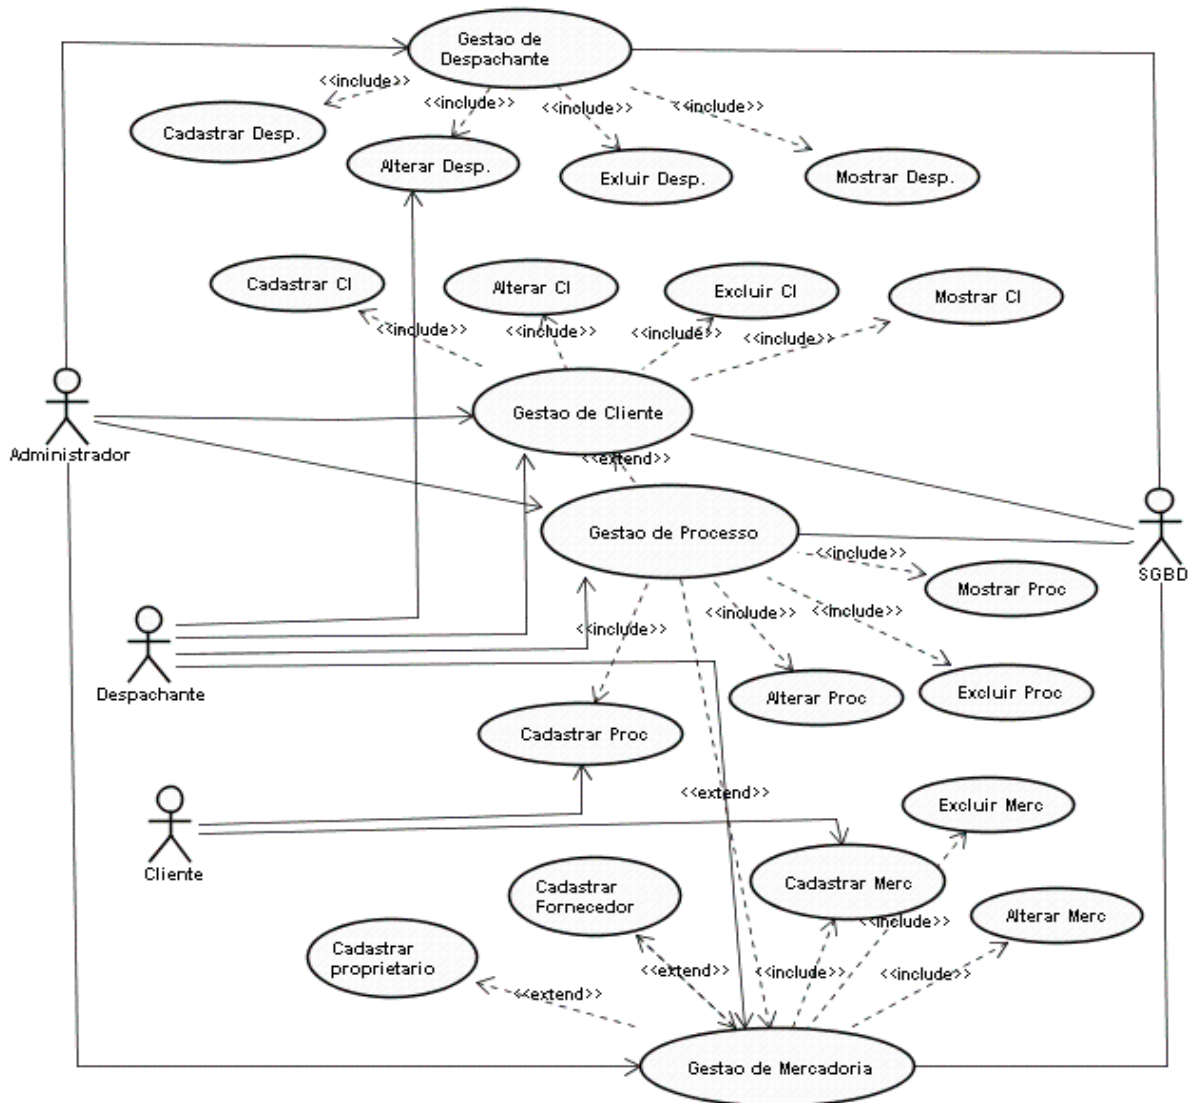 Gestao de
Despachante
<<include>>
<<include>>
<<include>>
<<include>>
Cadastrar Desp.
Alterar Desp.
Exluir Desp.
Mostrar Desp.
Cadastrar Cl
Alterar Cl
Excluir Cl
Mostrar Cl
<<include>>
<<include>>
<<include>>
<<include>>
Gestao de Cliente
Administrador
<<extend>>
Gestao de Processo
<<include>>
SGBD
Mostrar Proc
<<include>>
<<include>>
<<include>>
Despachante
Alterar Proc
Excluir Proc
Cadastrar Proc
<<extend>>
Excluir Merc
Cliente
Cadastrar
Fornecedor
Cadastrar Merc
Alterar Merc
<<include>>
Cadastrar
proprietario
<<extend>>
<<include>>
<<include>>
<<extend>>
Gestao de Mercadoria